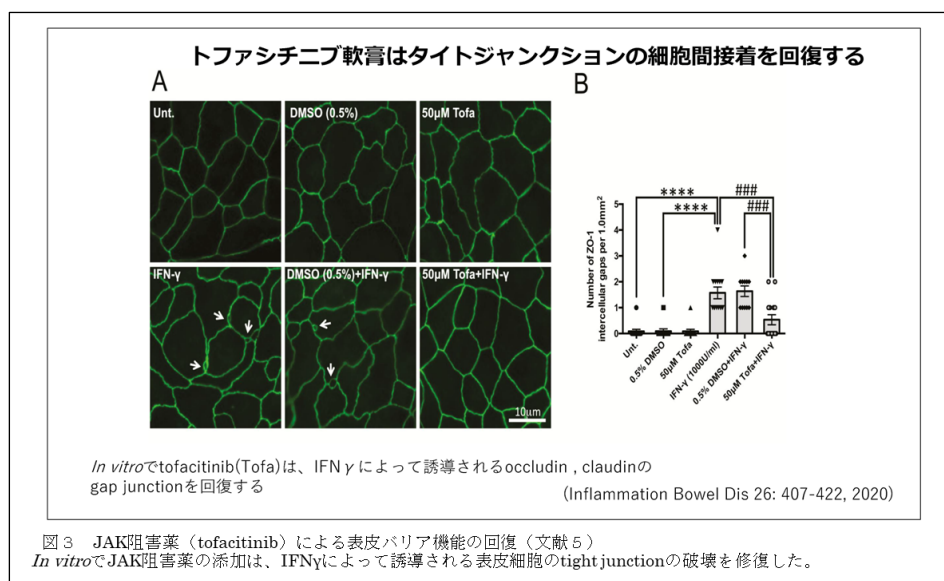 トファシチニブ軟膏はタイトジャンクションの細胞間接着を回復する
A
Unt.
DMSO (0.5%)
50μM Tofa
IFN-γ
DMSO (0.5%)+IFN-γ
50μM Tofa+IFN-γ
10μm
B
****
###
****
###
Number of ZO-1
intercellular gaps per 1.0mm²
5
4
3
2
1
0
Unt.
0.5% DMSO
50μM Tofa
IFN-γ (1000U/ml)
0.5% DMSO+IFN-γ
50μM Tofa+IFN-γ
In vitroでtofacitinib(Tofa)は、IFNγによって誘導されるoccludin , claudinの
gap junctionを回復する
(Inflammation Bowel Dis 26: 407-422, 2020)
図３　JAK阻害薬（tofacitinib）による表皮バリア機能の回復（文献５）
In vitroでJAK阻害薬の添加は、IFNγによって誘導される表皮細胞のtight junctionの破壊を修復した。